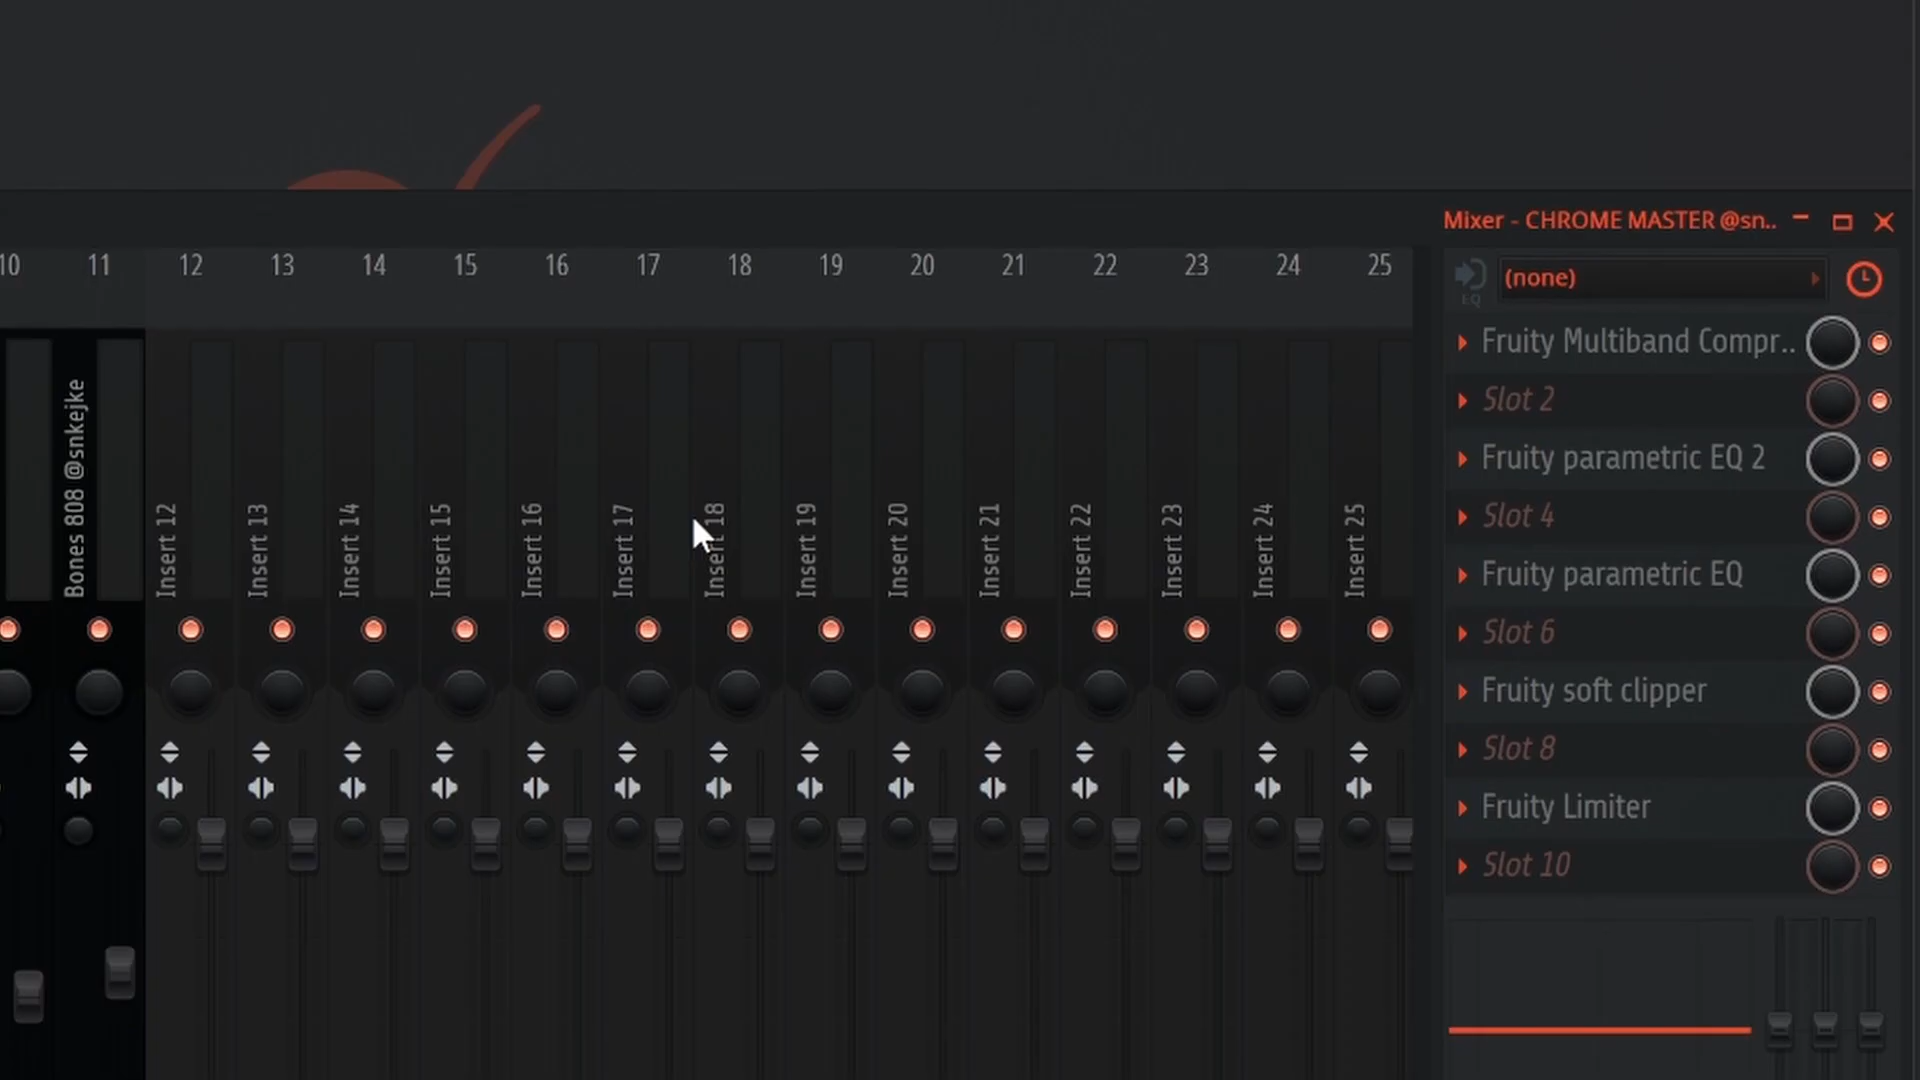 Mixer - CHROME MASTER @sn..
10 11 12 13 14 15 16 17 18 19 20 21 22 23 24 25
(none)
EQ
Fruity Multiband Compr..
Slot 2
Fruity parametric EQ 2
Slot 4
Fruity parametric EQ
Slot 6
Fruity soft clipper
Slot 8
Fruity Limiter
Slot 10
Bones 808 @snkejke
Insert 12
Insert 13
Insert 14
Insert 15
Insert 16
Insert 17
Insert 18
Insert 19
Insert 20
Insert 21
Insert 22
Insert 23
Insert 24
Insert 25